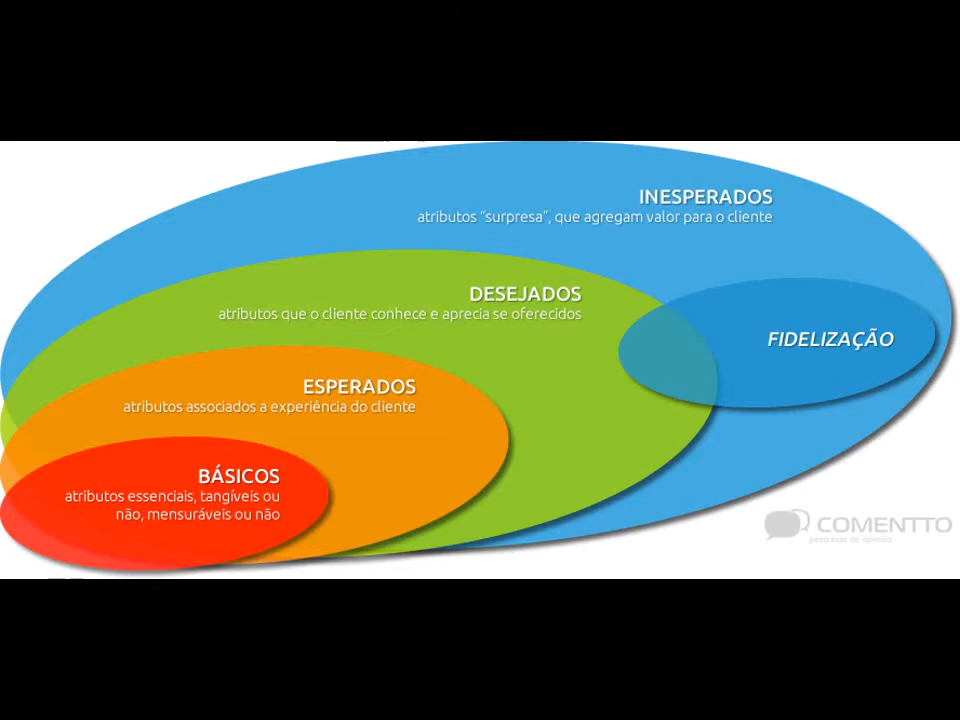 INESPERADOS
atributos “surpresa”, que agregam valor para o cliente
DESEJADOS
atributos que o cliente conhece e aprecia se oferecidos
FIDELIZAÇÃO
ESPERADOS
atributos associados a experiência do cliente
BÁSICOS
atributos essenciais, tangíveis ou
não, mensuráveis ou não
COMENTTO
pesquisas de opinião